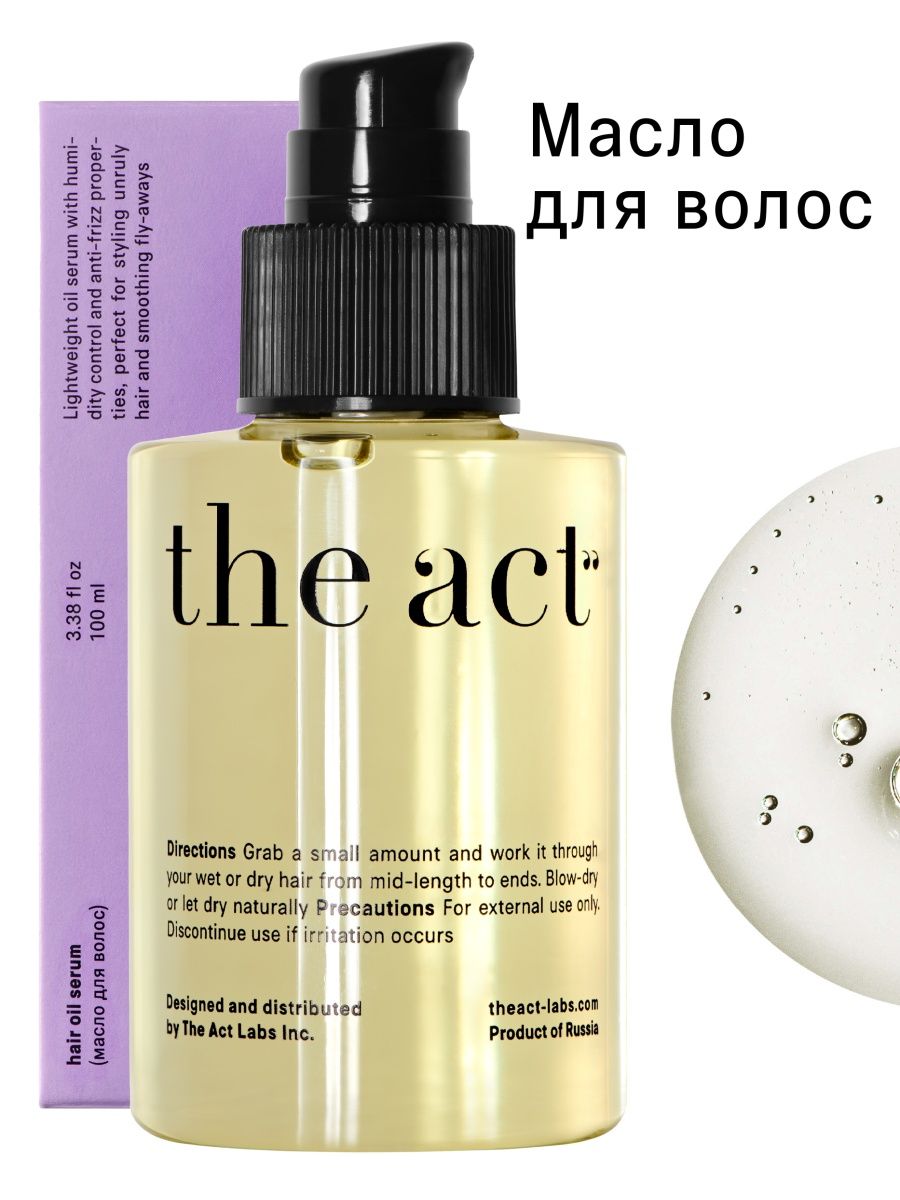 Масло
для волос
Lightweight oil serum with humi-
dity control and anti-frizz proper-
ties, perfect for styling unruly
hair and smoothing fly-aways
3.38 fl oz
100 ml
hair oil serum
(масло для волос)
the act”
Directions Grab a small amount and work it through
your wet or dry hair from mid-length to ends. Blow-dry
or let dry naturally Precautions For external use only.
Discontinue use if irritation occurs
Designed and distributed
by The Act Labs Inc.
theact-labs.com
Product of Russia